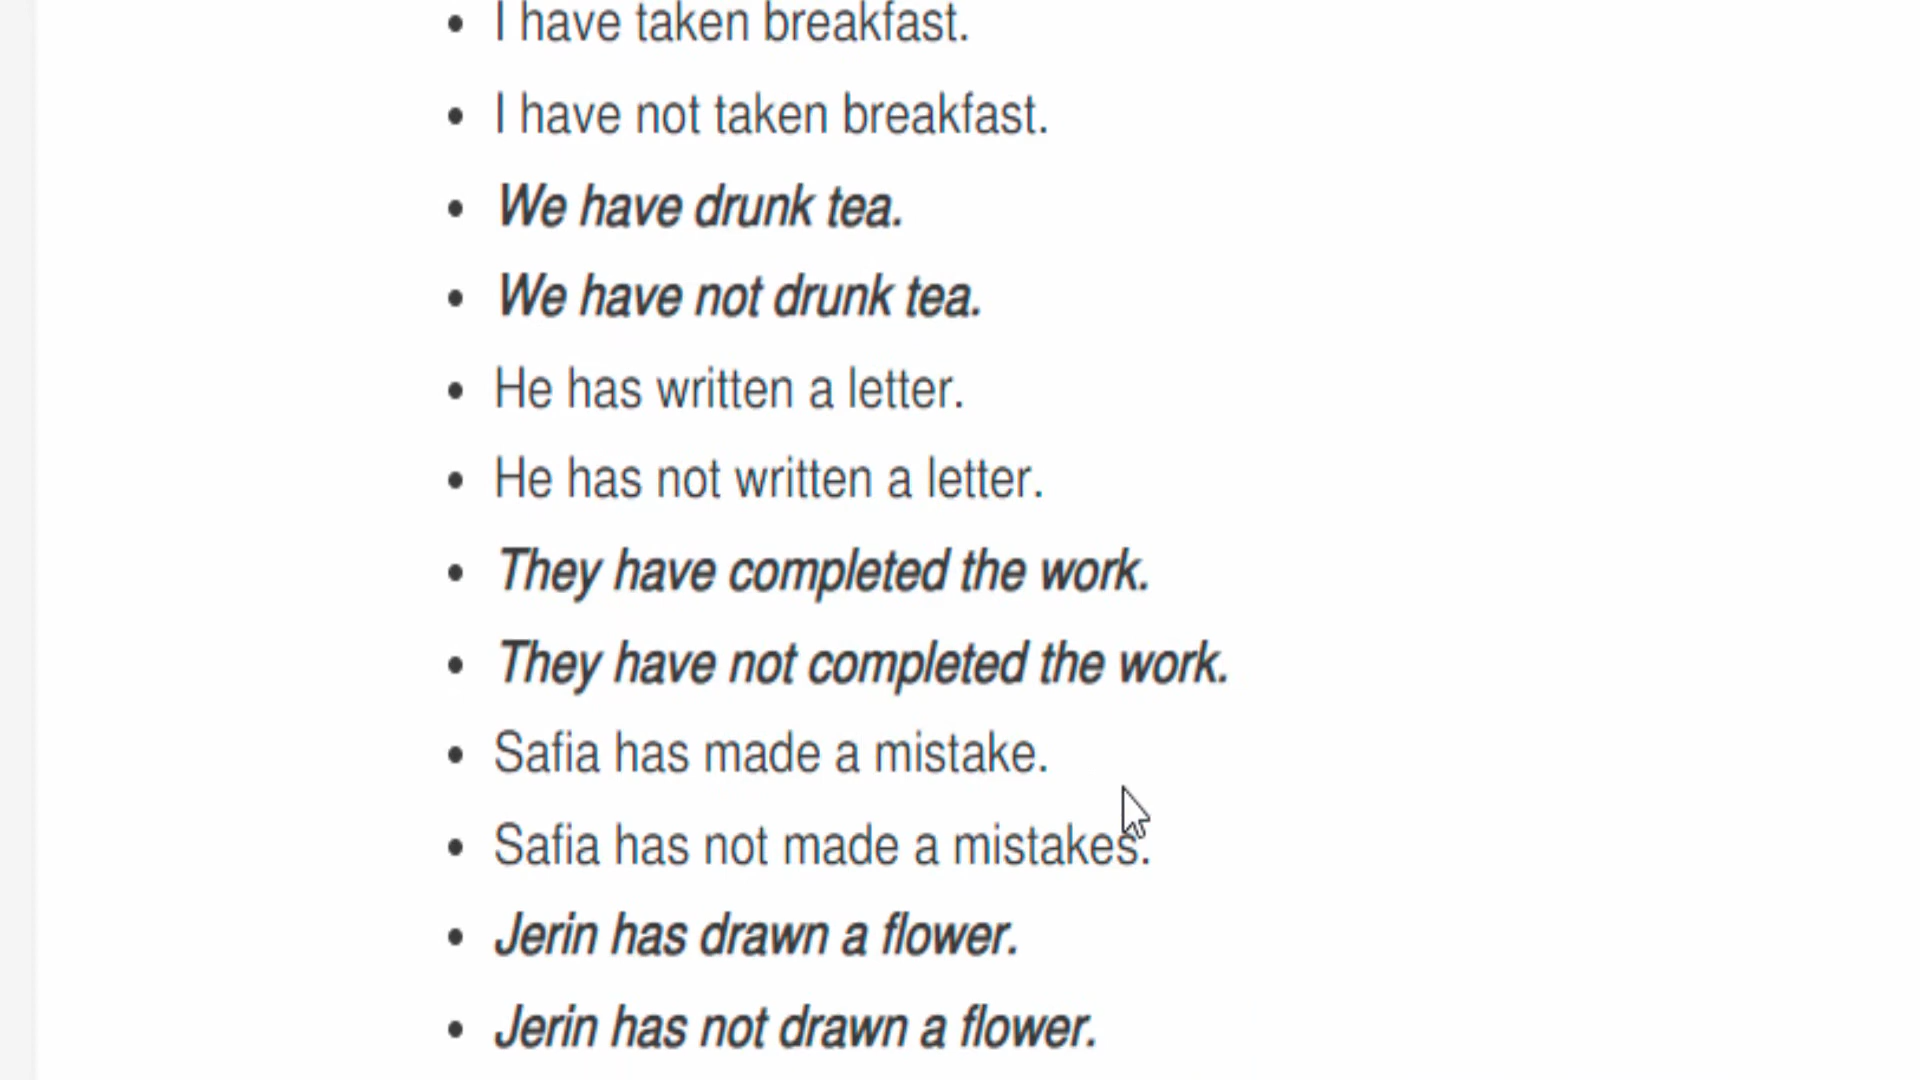 I have taken breakfast.
I have not taken breakfast.
We have drunk tea.
We have not drunk tea.
He has written a letter.
He has not written a letter.
They have completed the work.
They have not completed the work.
Safia has made a mistake.
Safia has not made a mistakes.
Jerin has drawn a flower.
Jerin has not drawn a flower.